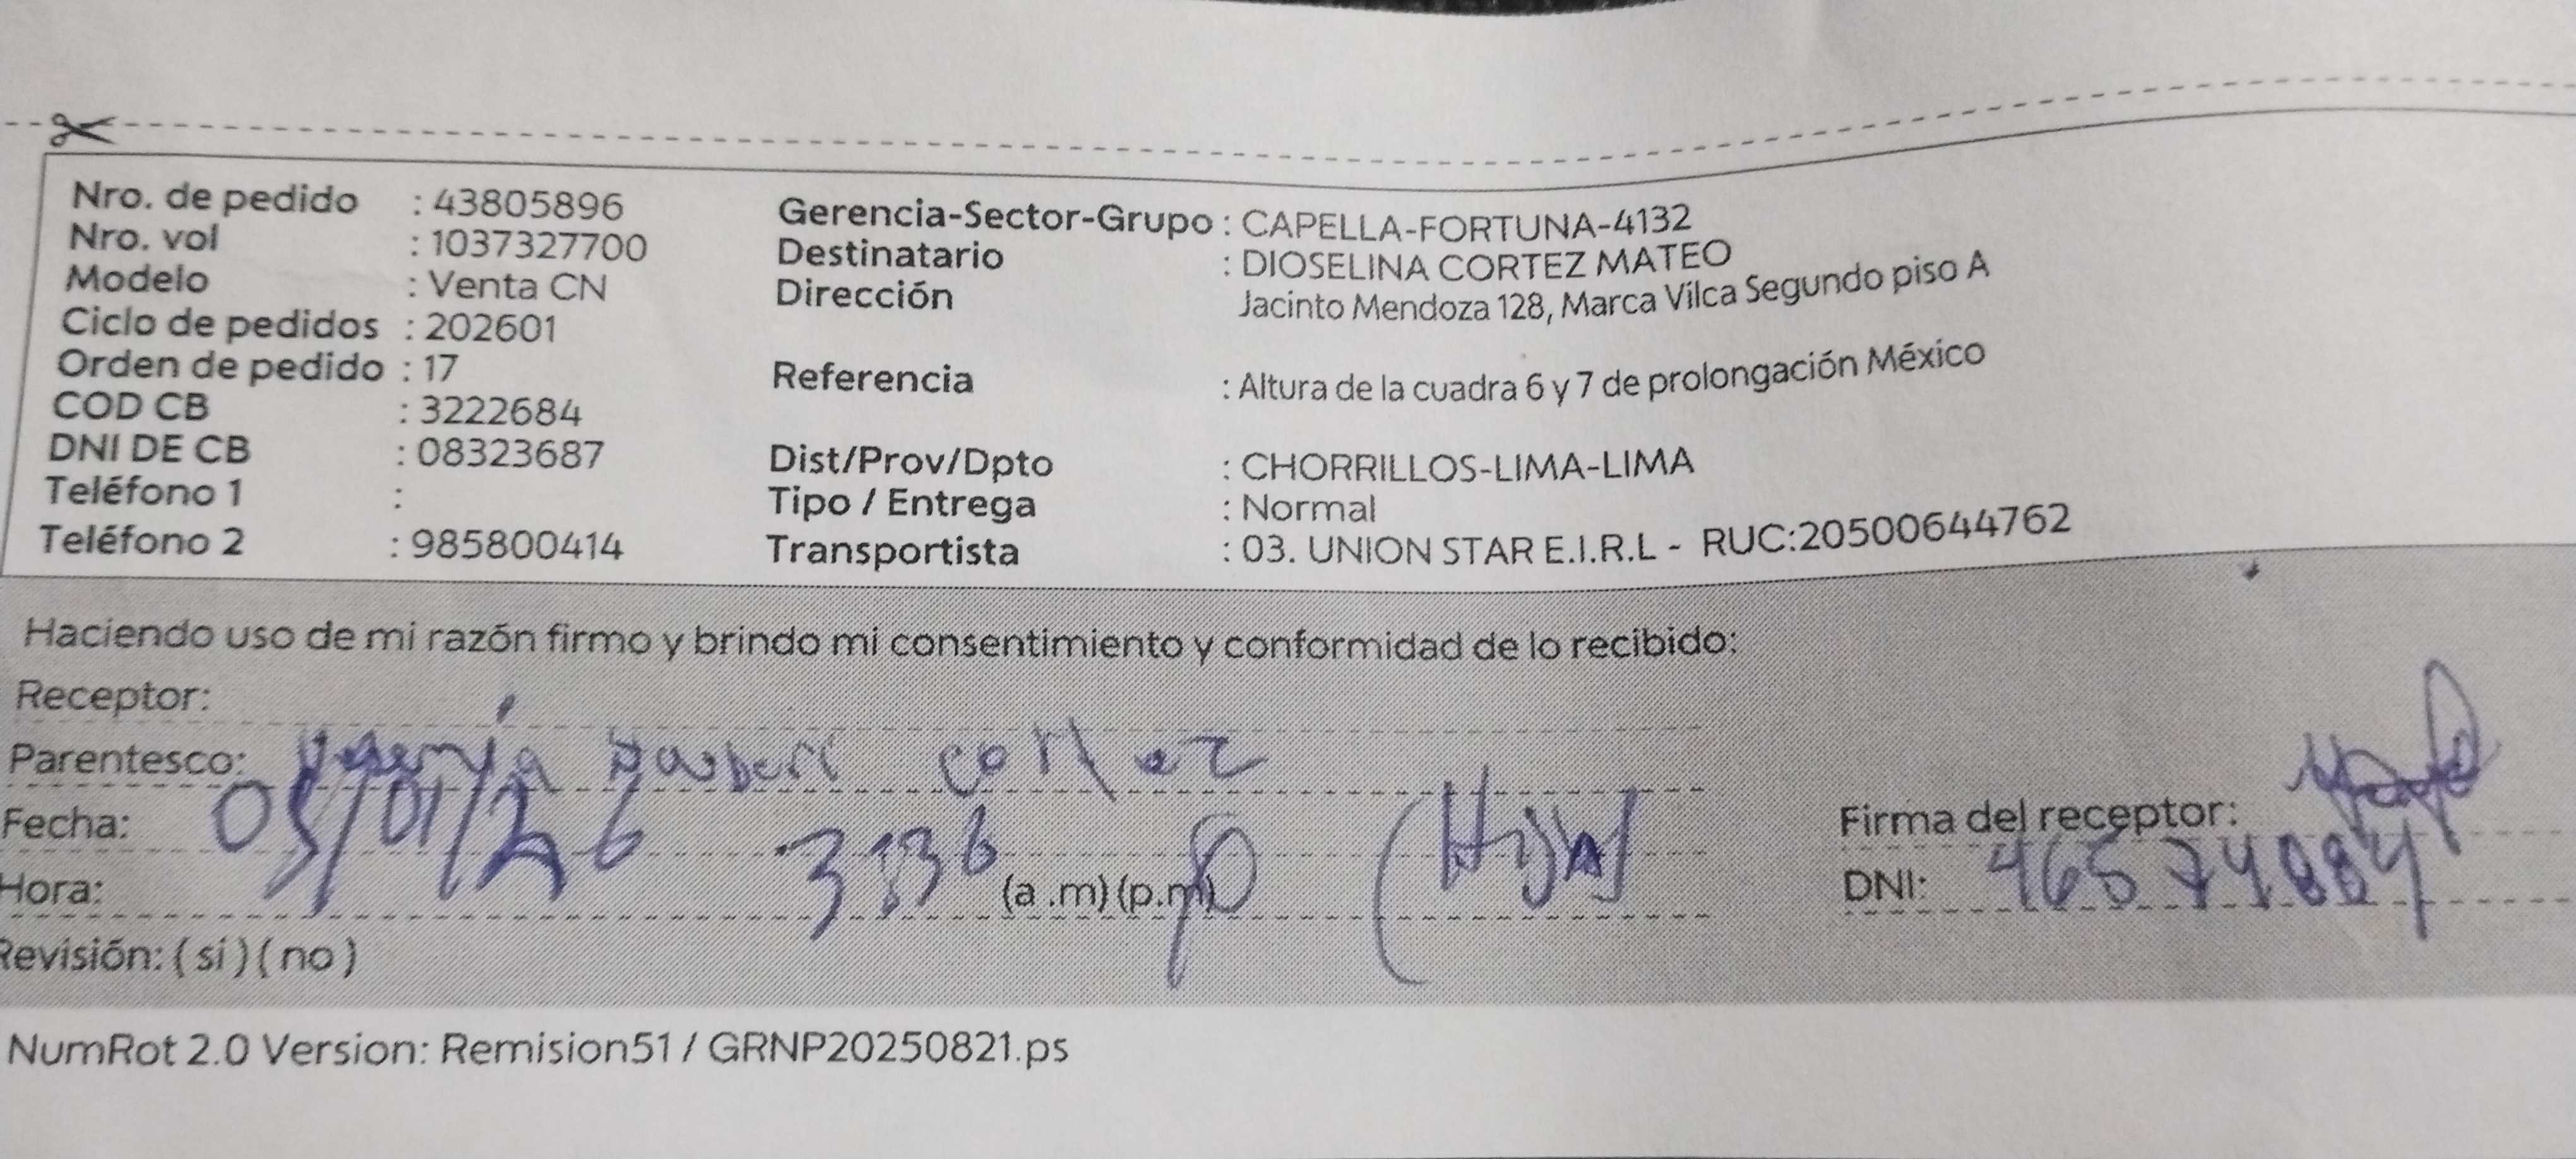 Nro. de pedido : 43805896
Nro. vol : 1037327700
Modelo : Venta CN
Ciclo de pedidos : 202601
Orden de pedido : 17
COD CB : 3222684
DNI DE CB : 08323687
Teléfono 1 :
Teléfono 2 : 985800414
Gerencia-Sector-Grupo : CAPELLA-FORTUNA-4132
Destinatario : DIOSELINA CORTEZ MATEO
Dirección Jacinto Mendoza 128, Marca Vilca Segundo piso A
Referencia : Altura de la cuadra 6 y 7 de prolongación México
Dist/Prov/Dpto : CHORRILLOS-LIMA-LIMA
Tipo / Entrega : Normal
Transportista : 03. UNION STAR E.I.R.L - RUC:20500644762
Haciendo uso de mi razón firmo y brindo mi consentimiento y conformidad de lo recibido:
Receptor:
Parentesco: Cortez
Fecha: 05/01/26
Hora: (a .m) (p.m) (Hija)
Revisión: ( si ) ( no )
Firma del receptor:
DNI:
NumRot 2.0 Version: Remision51 / GRNP20250821.ps